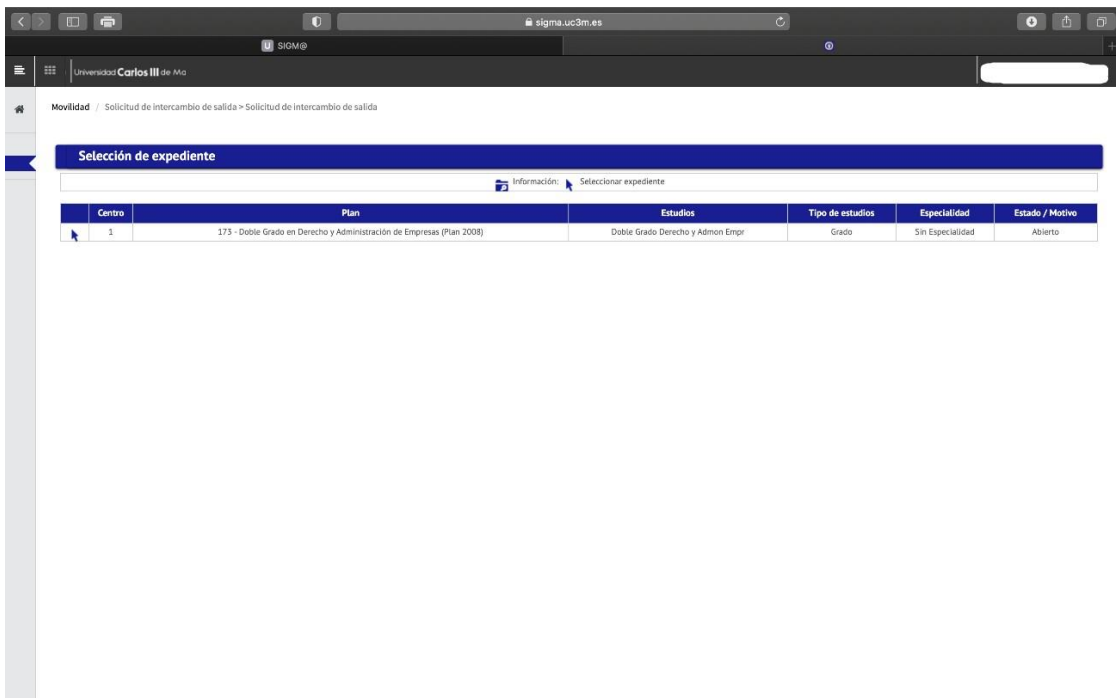 sigma.uc3m.es
U SIGM@
Universidad Carlos III de Ma
Movilidad / Solicitud de intercambio de salida > Solicitud de intercambio de salida
Selección de expediente
Información: Seleccionar expediente
Centro Plan Estudios Tipo de estudios Especialidad Estado / Motivo
1 173 - Doble Grado en Derecho y Administración de Empresas (Plan 2008) Doble Grado Derecho y Admon Empr Grado Sin Especialidad Abierto